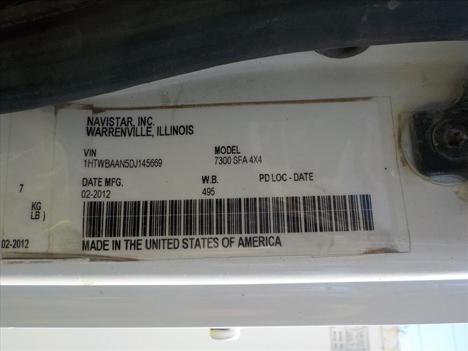 NAVISTAR, INC.
WARRENVILLE, ILLINOIS
VIN MODEL
1HTWBAAN5DJ145669 7300 SFA 4X4
DATE MFG. W.B. PD LOC - DATE
02-2012 495
MADE IN THE UNITED STATES OF AMERICA
7
KG
LB )
02-2012